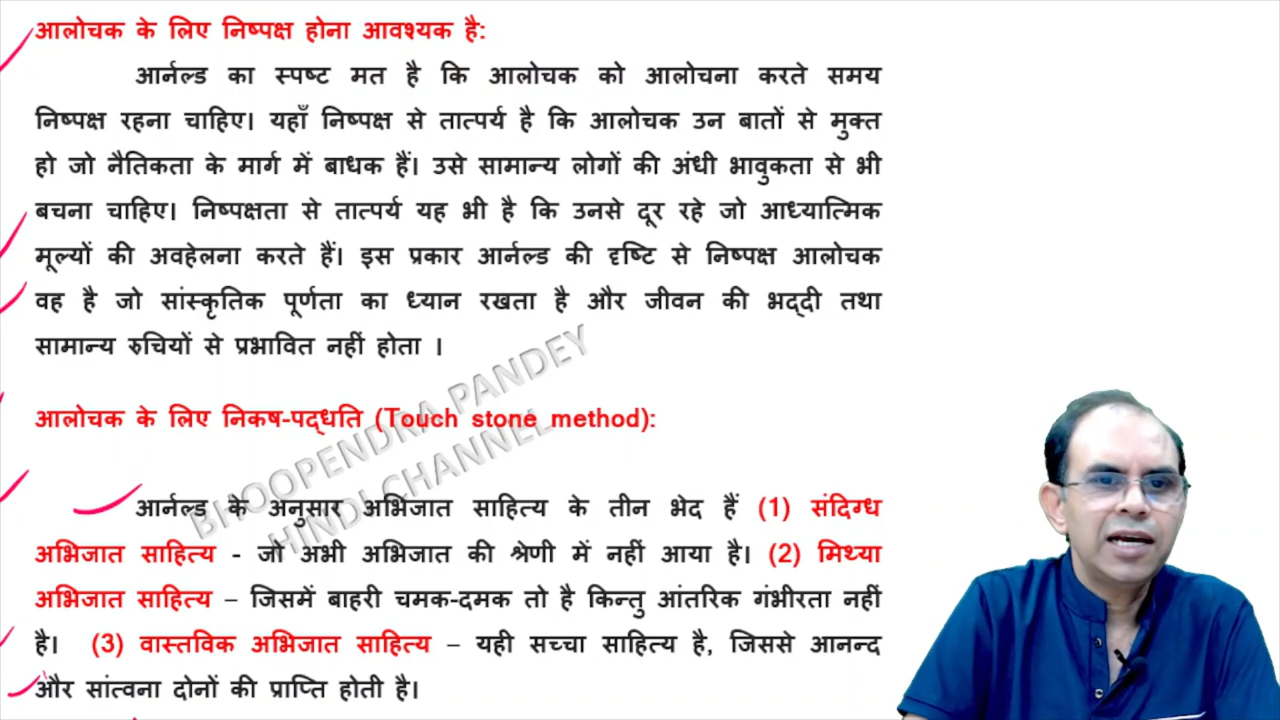 आलोचक के लिए निष्पक्ष होना आवश्यक है:
आर्नल्ड का स्पष्ट मत है कि आलोचक को आलोचना करते समय
निष्पक्ष रहना चाहिए। यहाँ निष्पक्ष से तात्पर्य है कि आलोचक उन बातों से मुक्त
हो जो नैतिकता के मार्ग में बाधक हैं। उसे सामान्य लोगों की अंधी भावुकता से भी
बचना चाहिए। निष्पक्षता से तात्पर्य यह भी है कि उनसे दूर रहे जो आध्यात्मिक
मूल्यों की अवहेलना करते हैं। इस प्रकार आर्नल्ड की दृष्टि से निष्पक्ष आलोचक
वह है जो सांस्कृतिक पूर्णता का ध्यान रखता है और जीवन की भद्दी तथा
सामान्य रुचियों से प्रभावित नहीं होता ।
आलोचक के लिए निकष-पद्धति (Touch stone method):
आर्नल्ड के अनुसार अभिजात साहित्य के तीन भेद हैं (1) संदिग्ध
अभिजात साहित्य - जो अभी अभिजात की श्रेणी में नहीं आया है। (2) मिथ्या
अभिजात साहित्य – जिसमें बाहरी चमक-दमक तो है किन्तु आंतरिक गंभीरता नहीं
है। (3) वास्तविक अभिजात साहित्य – यही सच्चा साहित्य है, जिससे आनन्द
और सांत्वना दोनों की प्राप्ति होती है।
BHOOPENDRA PANDEY
HINDI CHANNEL